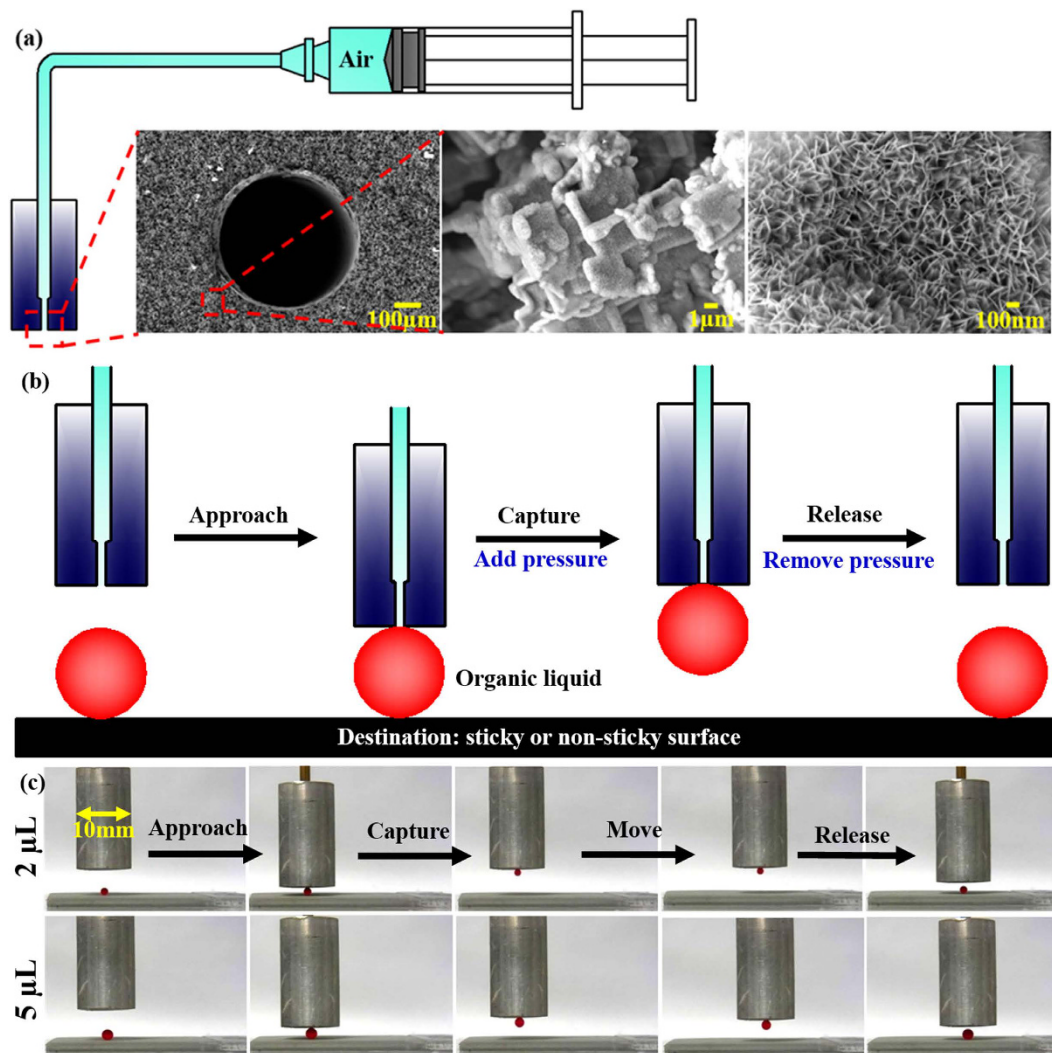 (a)
Air
100μm
1μm
100nm
(b)
Approach
Capture
Add pressure
Release
Remove pressure
Organic liquid
Destination: sticky or non-sticky surface
(c)
2 μL
10mm
Approach
Capture
Move
Release
5 μL